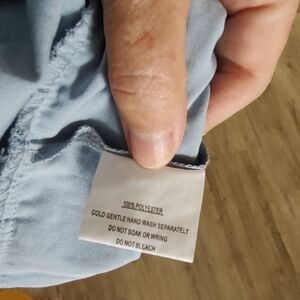 100% POLYESTER
COLD GENTLE HAND WASH SEPARATELY
DO NOT SOAK OR WRING
DO NOT BLEACH